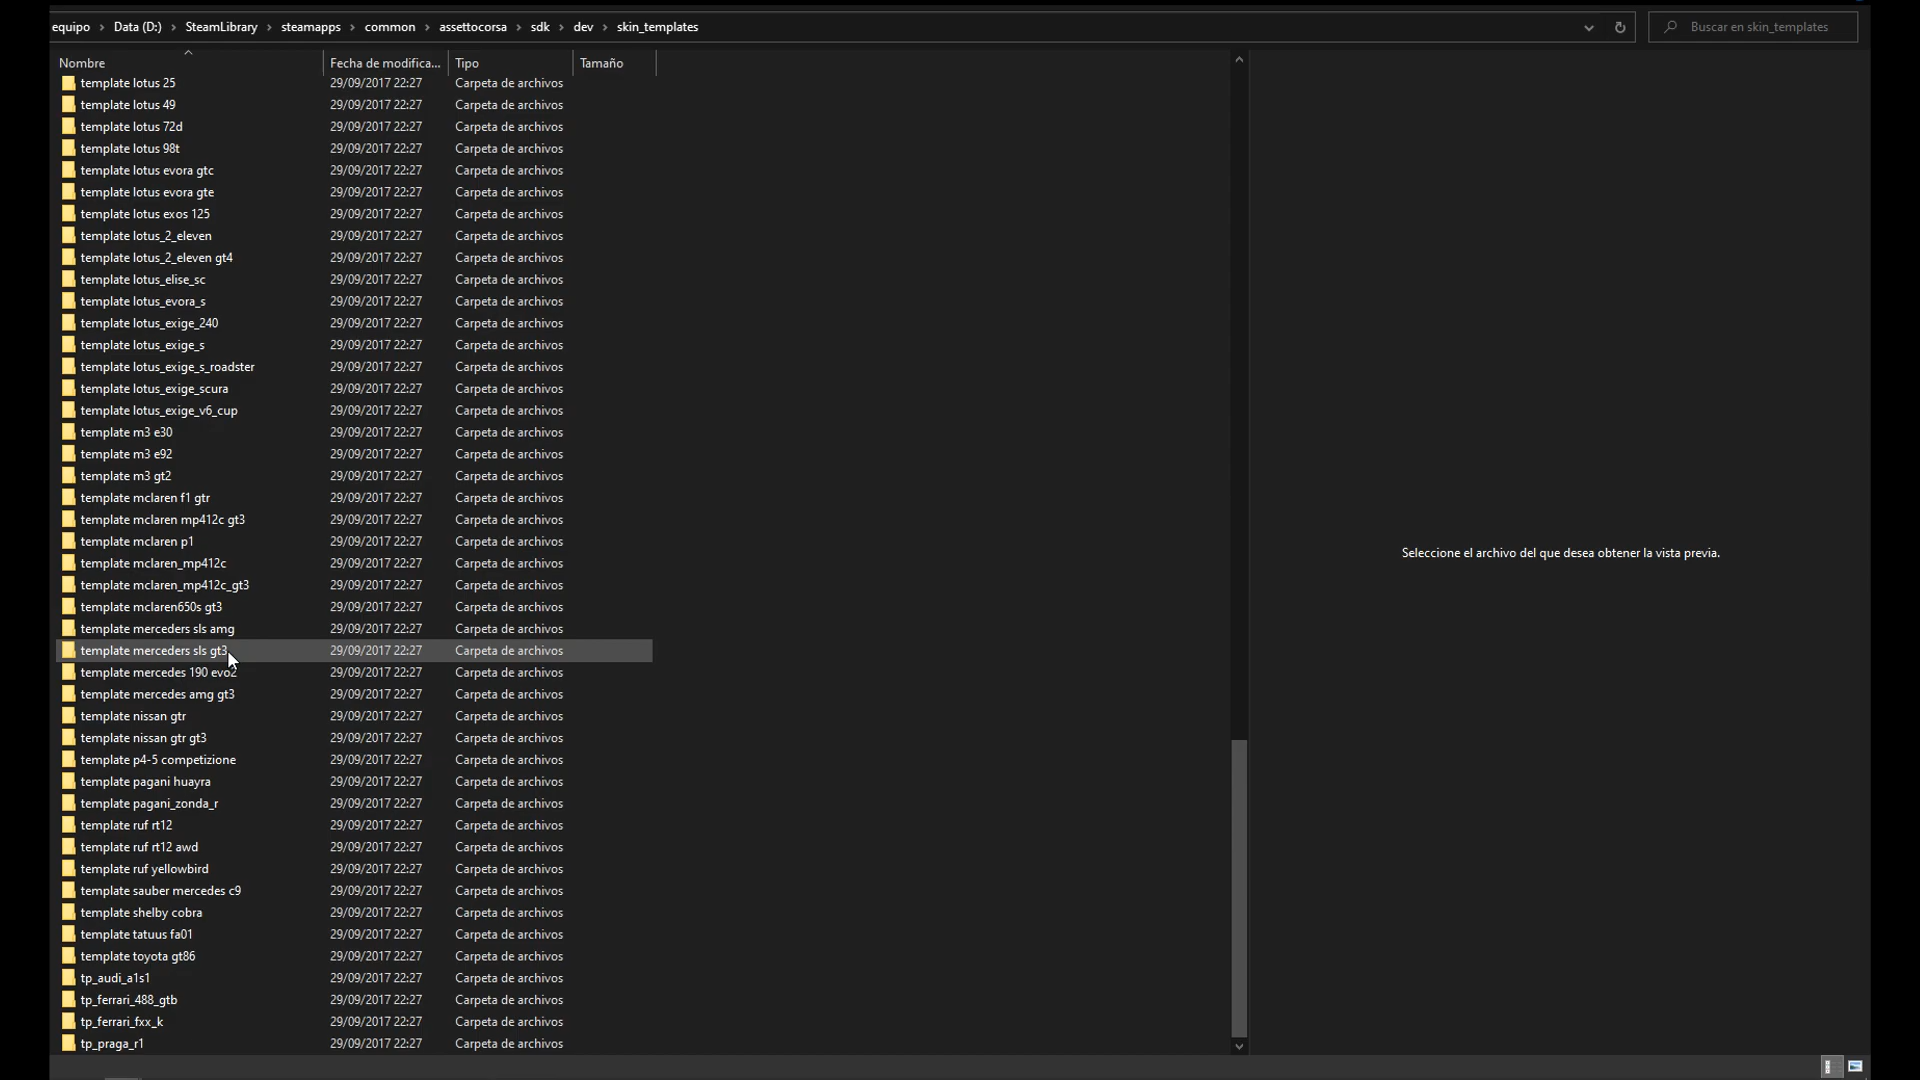 equipo > Data (D:) > SteamLibrary > steamapps > common > assettocorsa > sdk > dev > skin_templates
Buscar en skin_templates
Nombre Fecha de modifica... Tipo Tamaño
template lotus 25 29/09/2017 22:27 Carpeta de archivos
template lotus 49 29/09/2017 22:27 Carpeta de archivos
template lotus 72d 29/09/2017 22:27 Carpeta de archivos
template lotus 98t 29/09/2017 22:27 Carpeta de archivos
template lotus evora gtc 29/09/2017 22:27 Carpeta de archivos
template lotus evora gte 29/09/2017 22:27 Carpeta de archivos
template lotus exos 125 29/09/2017 22:27 Carpeta de archivos
template lotus_2_eleven 29/09/2017 22:27 Carpeta de archivos
template lotus_2_eleven gt4 29/09/2017 22:27 Carpeta de archivos
template lotus_elise_sc 29/09/2017 22:27 Carpeta de archivos
template lotus_evora_s 29/09/2017 22:27 Carpeta de archivos
template lotus_exige_240 29/09/2017 22:27 Carpeta de archivos
template lotus_exige_s 29/09/2017 22:27 Carpeta de archivos
template lotus_exige_s_roadster 29/09/2017 22:27 Carpeta de archivos
template lotus_exige_scura 29/09/2017 22:27 Carpeta de archivos
template lotus_exige_v6_cup 29/09/2017 22:27 Carpeta de archivos
template m3 e30 29/09/2017 22:27 Carpeta de archivos
template m3 e92 29/09/2017 22:27 Carpeta de archivos
template m3 gt2 29/09/2017 22:27 Carpeta de archivos
template mclaren f1 gtr 29/09/2017 22:27 Carpeta de archivos
template mclaren mp412c gt3 29/09/2017 22:27 Carpeta de archivos
template mclaren p1 29/09/2017 22:27 Carpeta de archivos
template mclaren_mp412c 29/09/2017 22:27 Carpeta de archivos
template mclaren_mp412c_gt3 29/09/2017 22:27 Carpeta de archivos
template mclaren650s gt3 29/09/2017 22:27 Carpeta de archivos
template merceders sls amg 29/09/2017 22:27 Carpeta de archivos
template merceders sls gt3 29/09/2017 22:27 Carpeta de archivos
template mercedes 190 evo2 29/09/2017 22:27 Carpeta de archivos
template mercedes amg gt3 29/09/2017 22:27 Carpeta de archivos
template nissan gtr 29/09/2017 22:27 Carpeta de archivos
template nissan gtr gt3 29/09/2017 22:27 Carpeta de archivos
template p4-5 competizione 29/09/2017 22:27 Carpeta de archivos
template pagani huayra 29/09/2017 22:27 Carpeta de archivos
template pagani_zonda_r 29/09/2017 22:27 Carpeta de archivos
template ruf rt12 29/09/2017 22:27 Carpeta de archivos
template ruf rt12 awd 29/09/2017 22:27 Carpeta de archivos
template ruf yellowbird 29/09/2017 22:27 Carpeta de archivos
template sauber mercedes c9 29/09/2017 22:27 Carpeta de archivos
template shelby cobra 29/09/2017 22:27 Carpeta de archivos
template tatuus fa01 29/09/2017 22:27 Carpeta de archivos
template toyota gt86 29/09/2017 22:27 Carpeta de archivos
tp_audi_a1s1 29/09/2017 22:27 Carpeta de archivos
tp_ferrari_488_gtb 29/09/2017 22:27 Carpeta de archivos
tp_ferrari_fxx_k 29/09/2017 22:27 Carpeta de archivos
tp_praga_r1 29/09/2017 22:27 Carpeta de archivos
Seleccione el archivo del que desea obtener la vista previa.